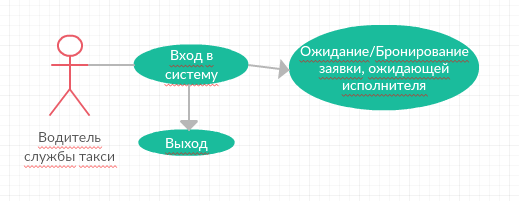 Вход в
систему
Ожидание/Бронирование
заявки, ожидающей
исполнителя
Водитель
службы такси
Выход